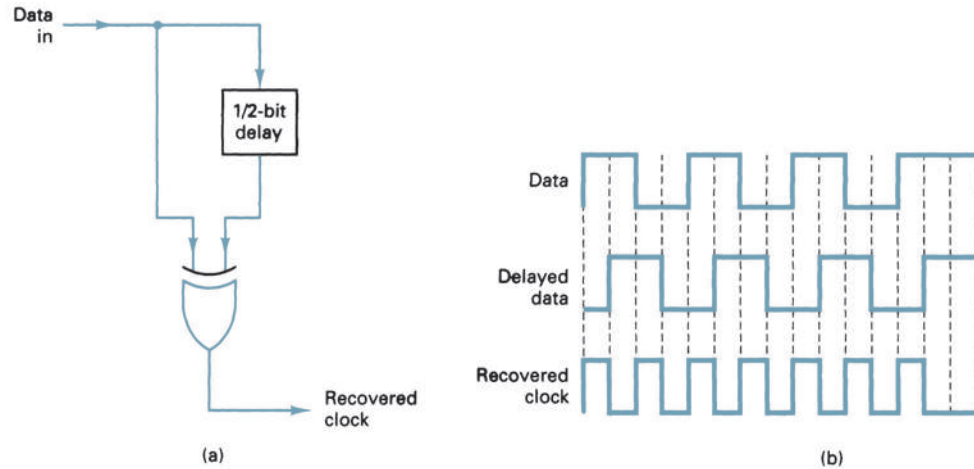 Data
in
1/2-bit
delay
Recovered
clock
(a)
Data
Delayed
data
Recovered
clock
(b)